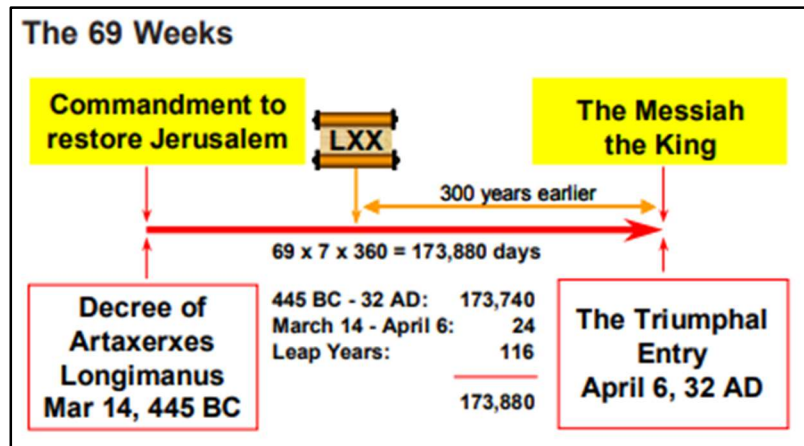 The 69 Weeks
Commandment to
restore Jerusalem
LXX
The Messiah
the King
300 years earlier
69 x 7 x 360 = 173,880 days
Decree of
Artaxerxes
Longimanus
Mar 14, 445 BC
445 BC - 32 AD: 173,740
March 14 - April 6: 24
Leap Years: 116
173,880
The Triumphal
Entry
April 6, 32 AD